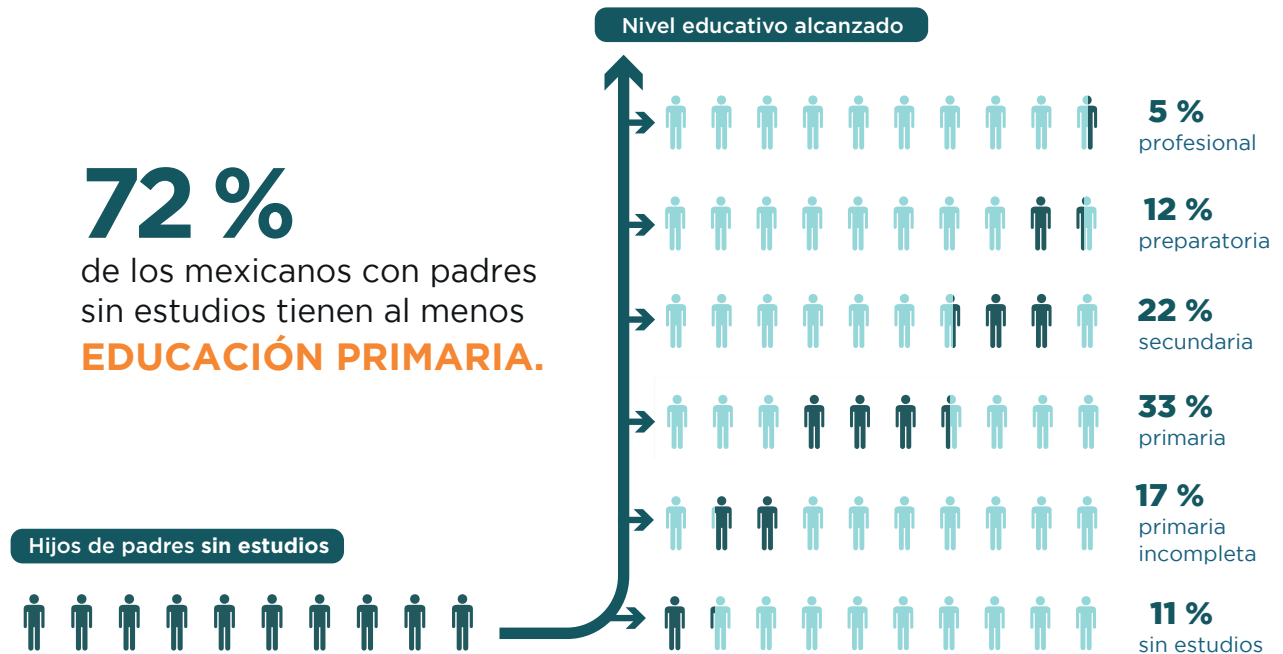 Nivel educativo alcanzado
72 %
de los mexicanos con padres
sin estudios tienen al menos
EDUCACIÓN PRIMARIA.
5 %
profesional
12 %
preparatoria
22 %
secundaria
33 %
primaria
17 %
primaria
incompleta
11 %
sin estudios
Hijos de padres sin estudios